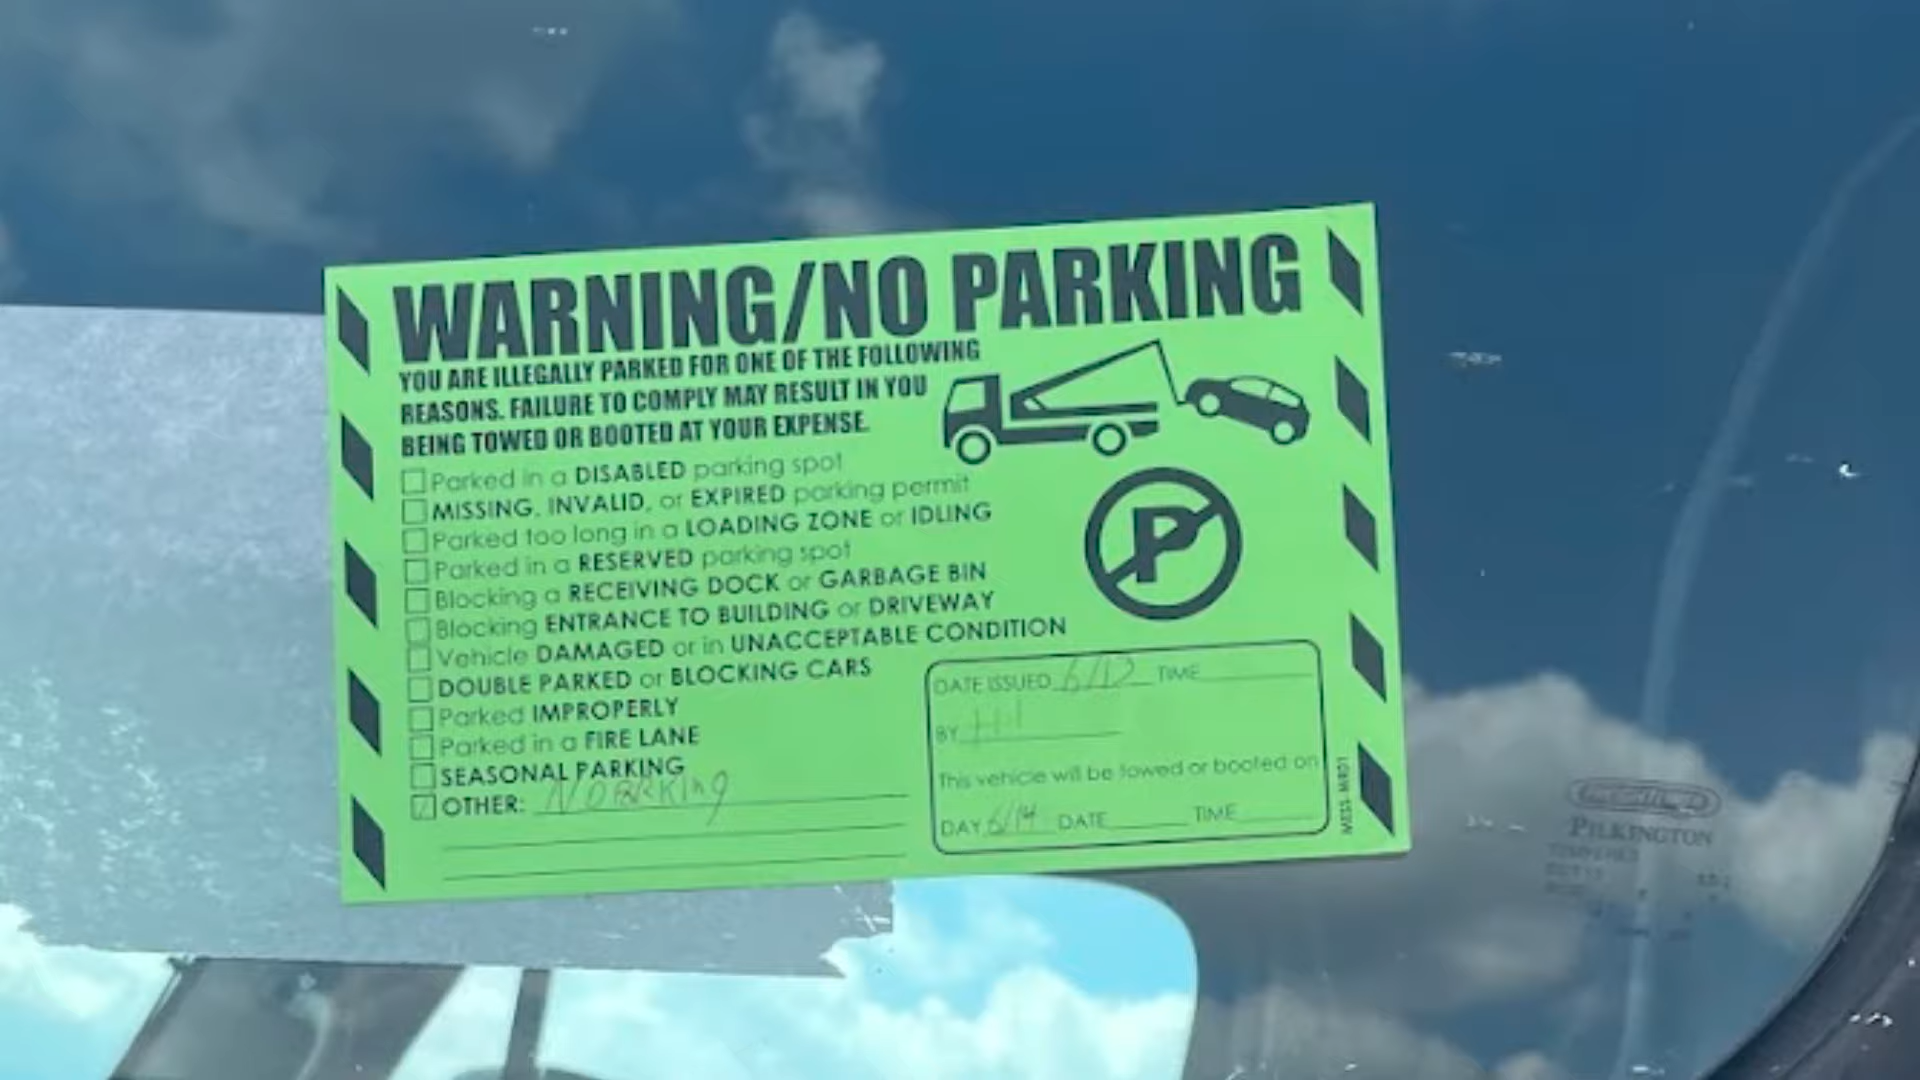 WARNING/NO PARKING
YOU ARE ILLEGALLY PARKED FOR ONE OF THE FOLLOWING
REASONS. FAILURE TO COMPLY MAY RESULT IN YOU
BEING TOWED OR BOOTED AT YOUR EXPENSE.
Parked in a DISABLED parking spot
MISSING, INVALID, or EXPIRED parking permit
Parked too long in a LOADING ZONE or IDLING
Parked in a RESERVED parking spot
Blocking a RECEIVING DOCK or GARBAGE BIN
Blocking ENTRANCE TO BUILDING or DRIVEWAY
Vehicle DAMAGED or in UNACCEPTABLE CONDITION
DOUBLE PARKED or BLOCKING CARS
Parked IMPROPERLY
Parked in a FIRE LANE
SEASONAL PARKING
OTHER: No Parking
P
DATE ISSUED TIME
BY
This vehicle will be towed or booted on
DAY 6/14 DATE TIME
PILKINGTON